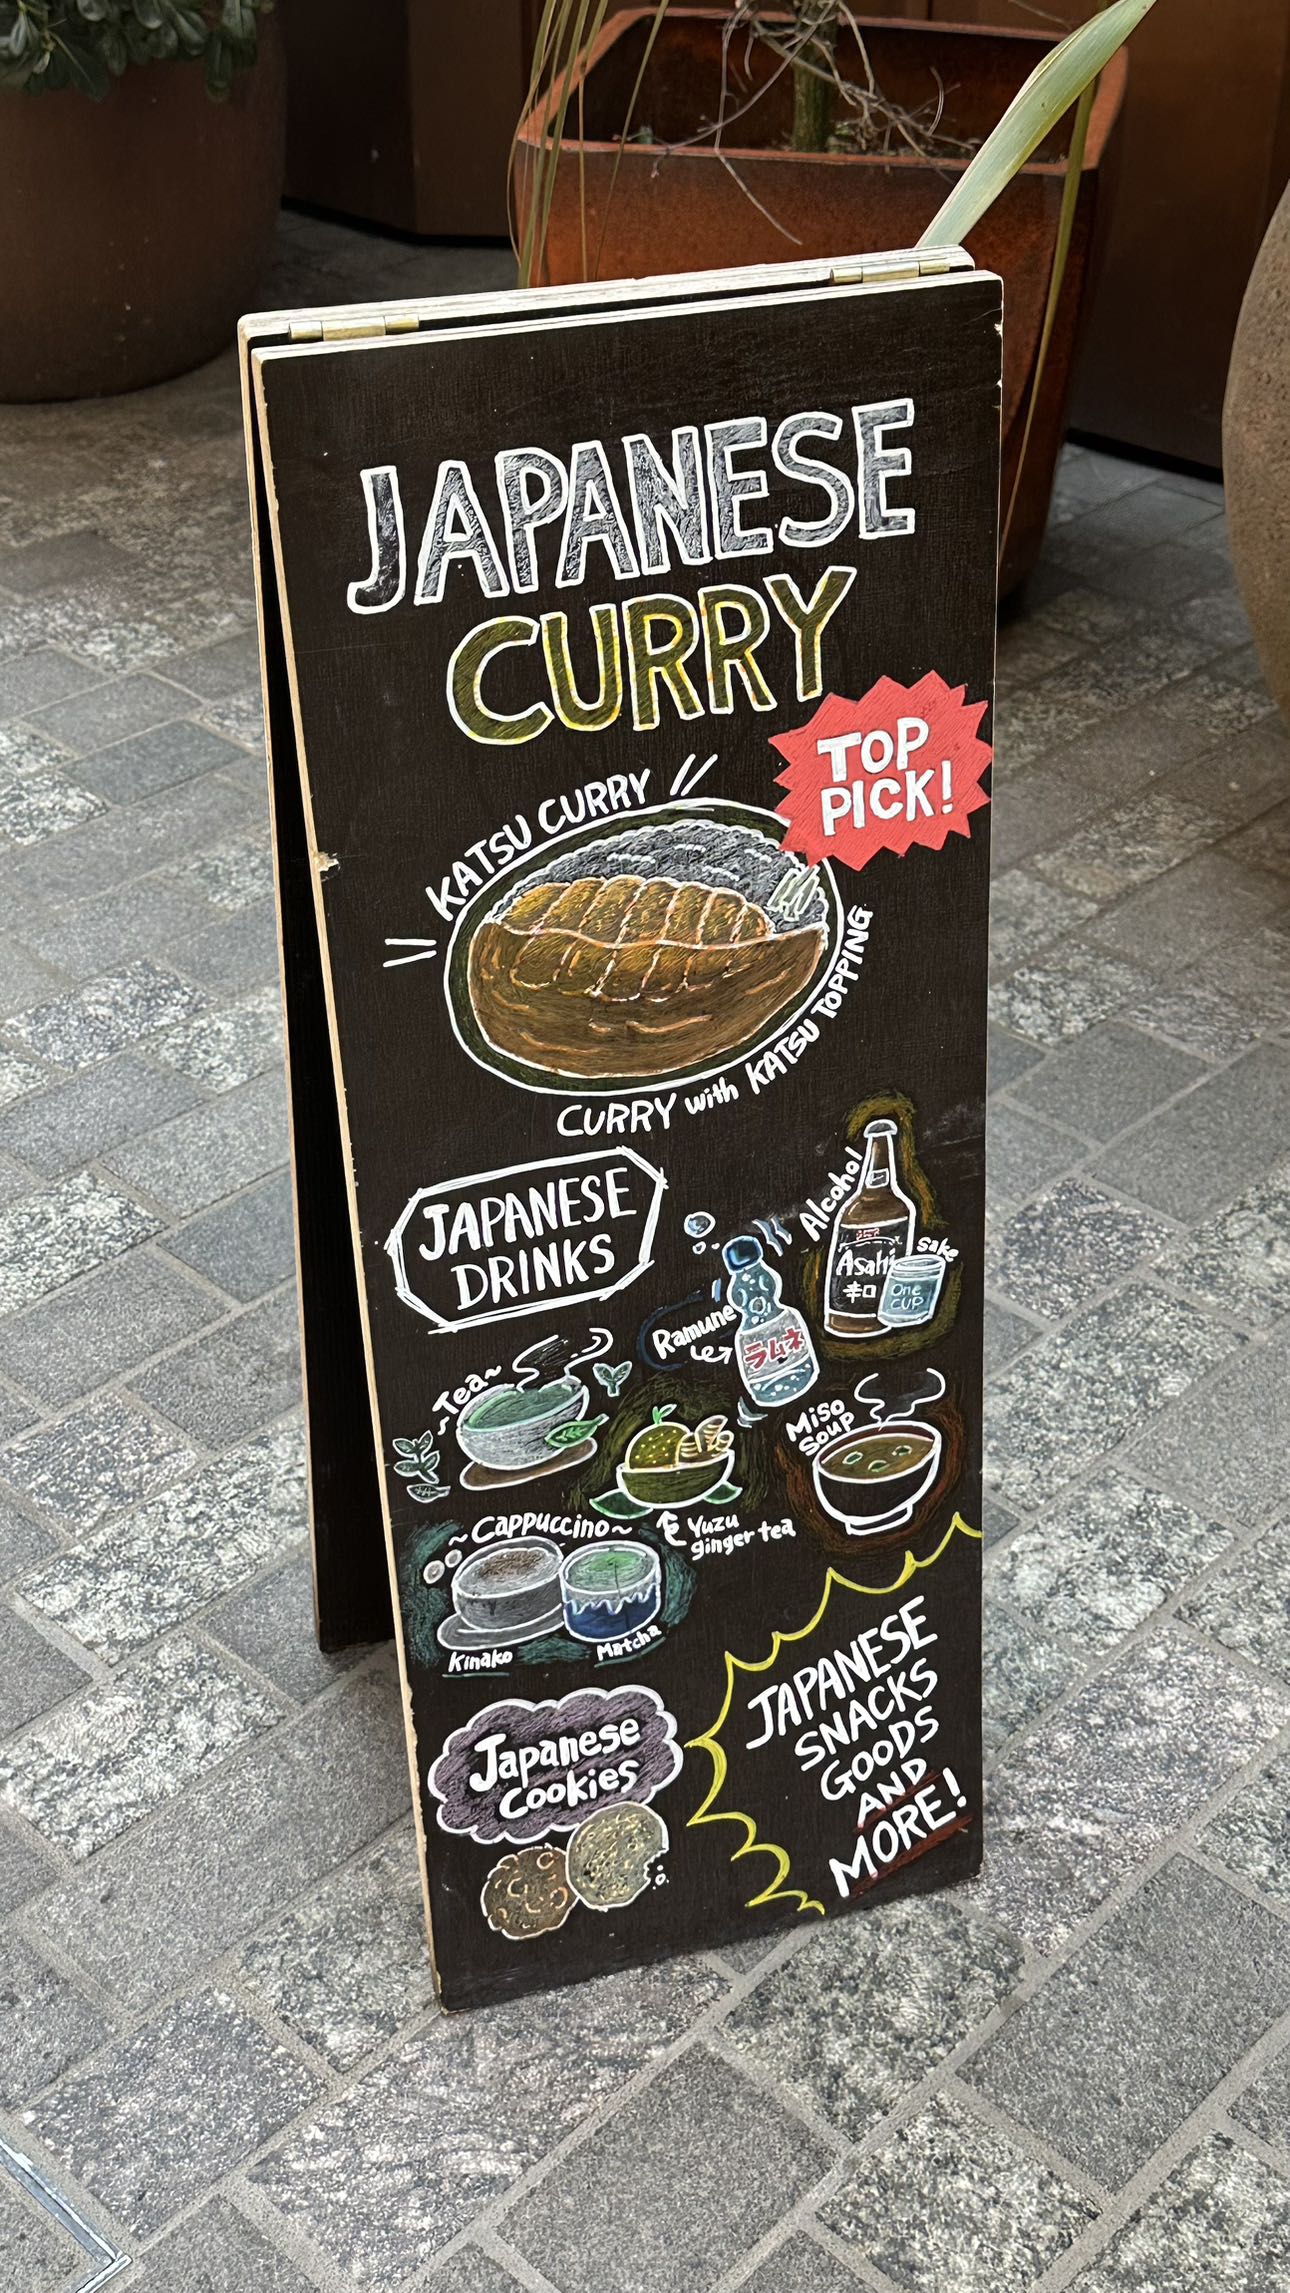 JAPANESE
CURRY
TOP
PICK!
KATSU CURRY
CURRY with KATSU TOPPING
JAPANESE
DRINKS
Alcohol
Asahi
辛口
sake
One
CUP
Ramune
ラムネ
~Tea~
Miso
Soup
Yuzu
ginger tea
~Cappuccino~
Kinako
Matcha
Japanese
Cookies
JAPANESE
SNACKS
GOODS
AND
MORE!